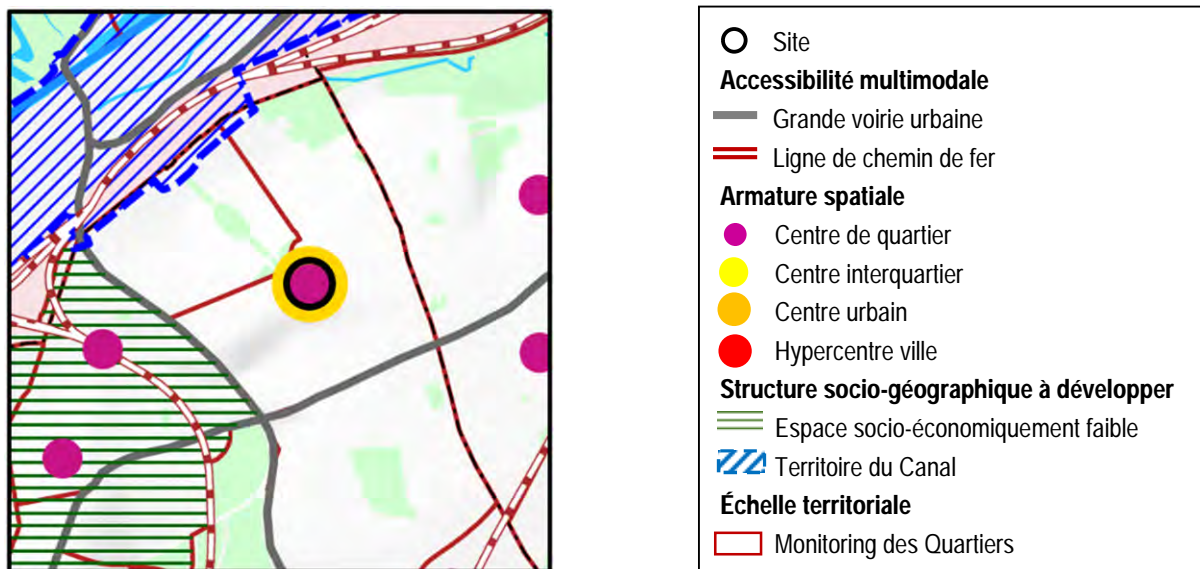 Site
Accessibilité multimodale
Grande voirie urbaine
Ligne de chemin de fer
Armature spatiale
Centre de quartier
Centre interquartier
Centre urbain
Hypercentre ville
Structure socio-géographique à développer
Espace socio-économiquement faible
Territoire du Canal
Échelle territoriale
Monitoring des Quartiers